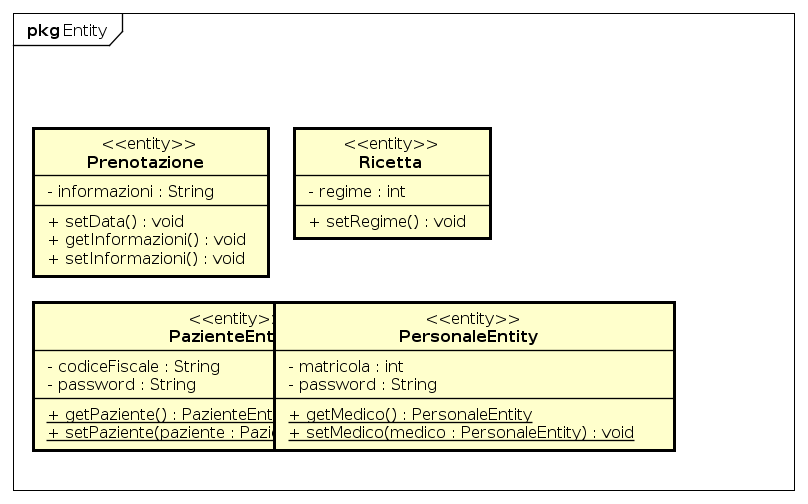 pkg Entity
<<entity>>
Prenotazione
- informazioni : String
+ setData() : void
+ getInformazioni() : void
+ setInformazioni() : void
<<entity>>
Ricetta
- regime : int
+ setRegime() : void
<<entity>
PazienteEnt
- codiceFiscale : String
- password : String
+ getPaziente() : PazienteEnt
+ setPaziente(paziente : Pazi
<<entity>>
PersonaleEntity
- matricola : int
- password : String
+ getMedico() : PersonaleEntity
+ setMedico(medico : PersonaleEntity) : void